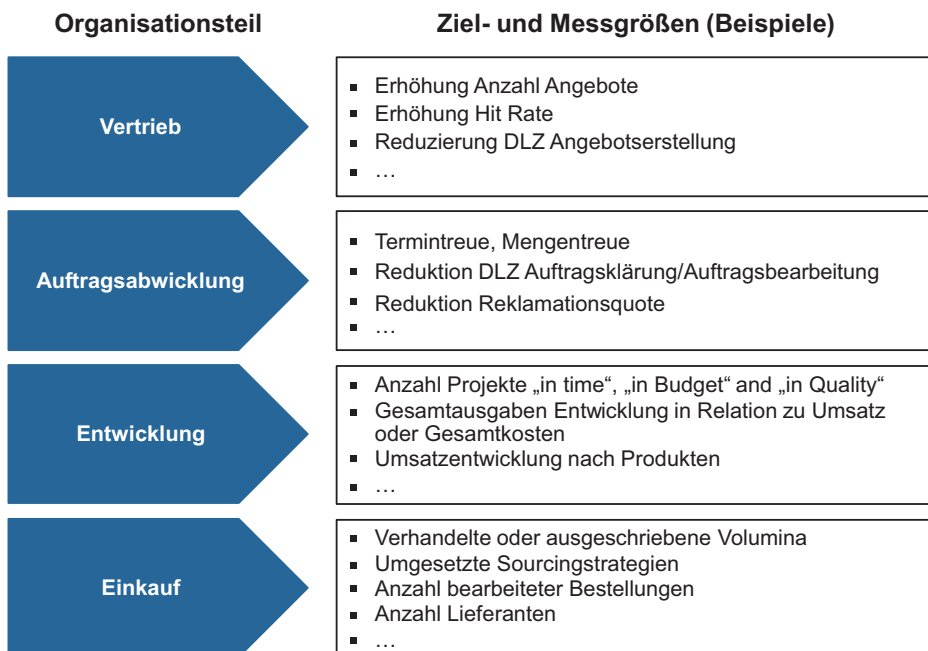 Organisationsteil
Ziel- und Messgrößen (Beispiele)
Vertrieb
▪ Erhöhung Anzahl Angebote
▪ Erhöhung Hit Rate
▪ Reduzierung DLZ Angebotserstellung
▪ …
Auftragsabwicklung
▪ Termintreue, Mengentreue
▪ Reduktion DLZ Auftragsklärung/Auftragsbearbeitung
▪ Reduktion Reklamationsquote
▪ …
Entwicklung
▪ Anzahl Projekte „in time“, „in Budget“ and „in Quality“
▪ Gesamtausgaben Entwicklung in Relation zu Umsatz
oder Gesamtkosten
▪ Umsatzentwicklung nach Produkten
▪ …
Einkauf
▪ Verhandelte oder ausgeschriebene Volumina
▪ Umgesetzte Sourcingstrategien
▪ Anzahl bearbeiteter Bestellungen
▪ Anzahl Lieferanten
▪ …